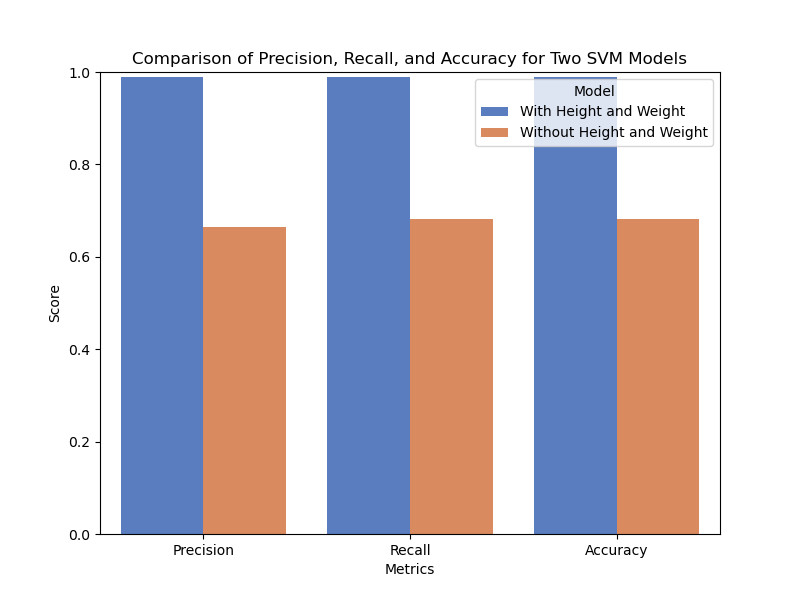 Comparison of Precision, Recall, and Accuracy for Two SVM Models
Model
With Height and Weight
Without Height and Weight
1.0
0.8
0.6
0.4
0.2
0.0
Score
Precision
Recall
Accuracy
Metrics